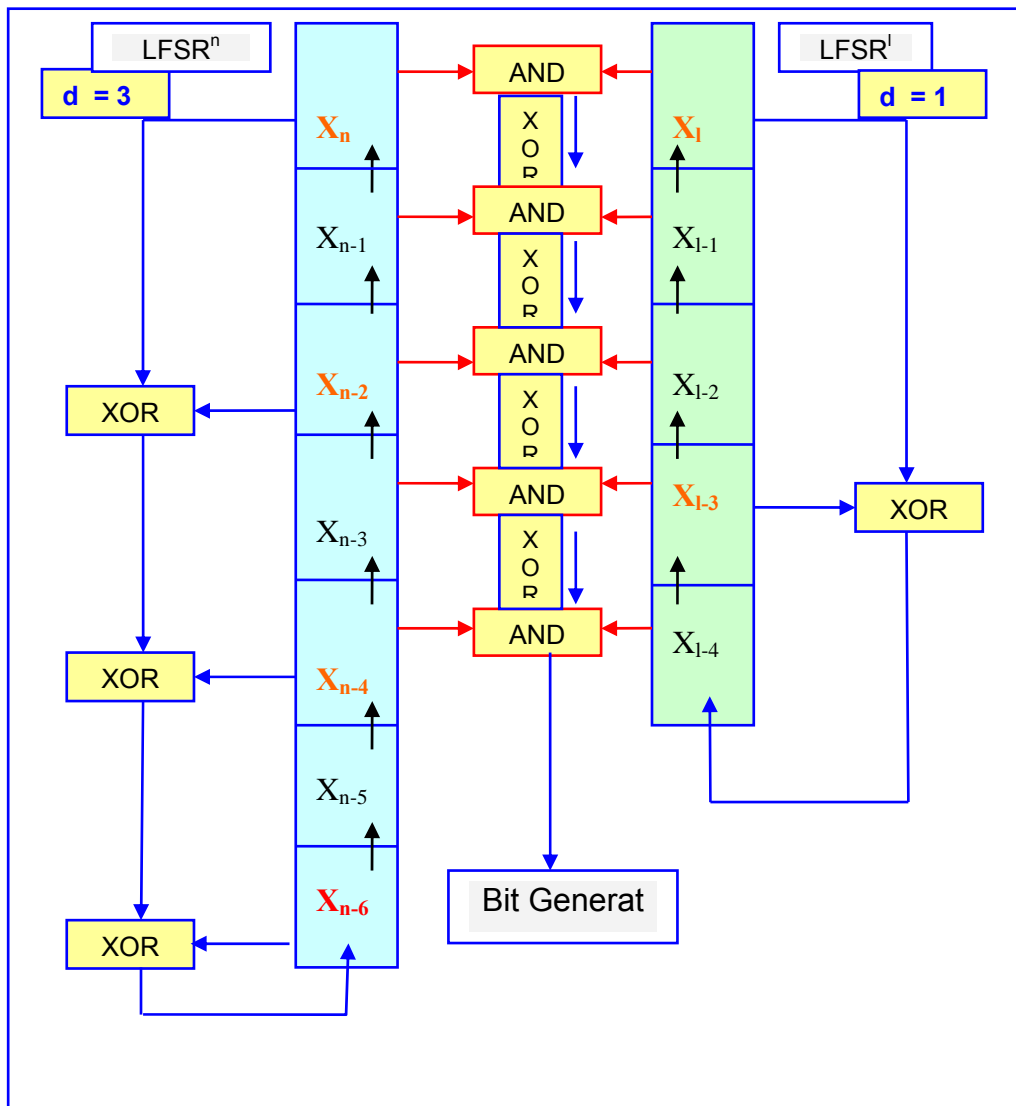 LFSRⁿ
LFSRˡ
d = 3
d = 1
AND
X
O
R
Xₙ
Xₗ
AND
Xₙ₋₁
Xₗ₋₁
X
O
R
AND
Xₙ₋₂
Xₗ₋₂
XOR
X
O
R
AND
Xₙ₋₃
Xₗ₋₃
XOR
X
O
R
AND
Xₙ₋₄
Xₗ₋₄
XOR
Xₙ₋₅
Xₙ₋₆
Bit Generat
XOR